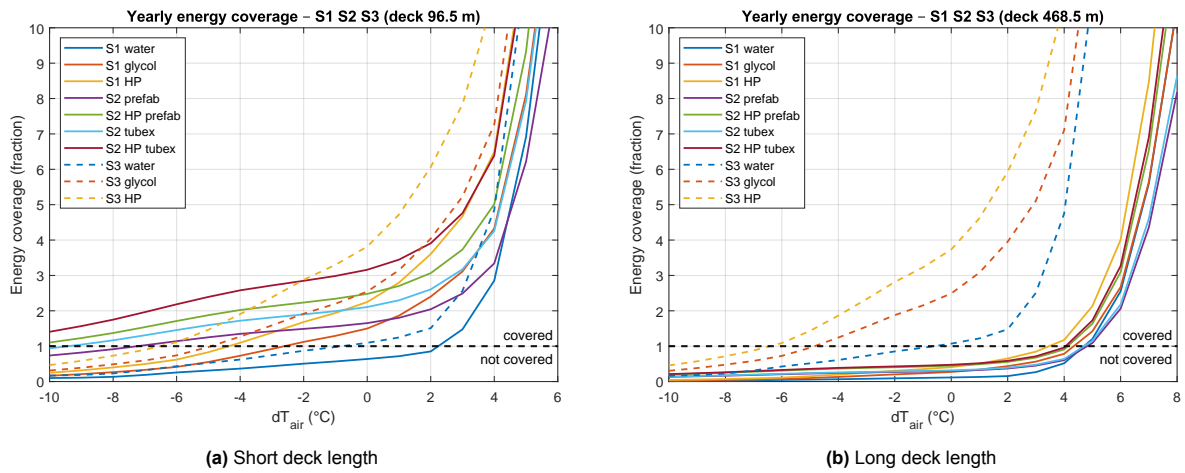 Yearly energy coverage – S1 S2 S3 (deck 96.5 m)
Energy coverage (fraction)
10
9
8
7
6
5
4
3
2
1
0
S1 water
S1 glycol
S1 HP
S2 prefab
S2 HP prefab
S2 tubex
S2 HP tubex
S3 water
S3 glycol
S3 HP
covered
not covered
-10 -8 -6 -4 -2 0 2 4 6
dT_air (°C)
(a) Short deck length
Yearly energy coverage – S1 S2 S3 (deck 468.5 m)
Energy coverage (fraction)
10
9
8
7
6
5
4
3
2
1
0
S1 water
S1 glycol
S1 HP
S2 prefab
S2 HP prefab
S2 tubex
S2 HP tubex
S3 water
S3 glycol
S3 HP
covered
not covered
-10 -8 -6 -4 -2 0 2 4 6 8
dT_air (°C)
(b) Long deck length